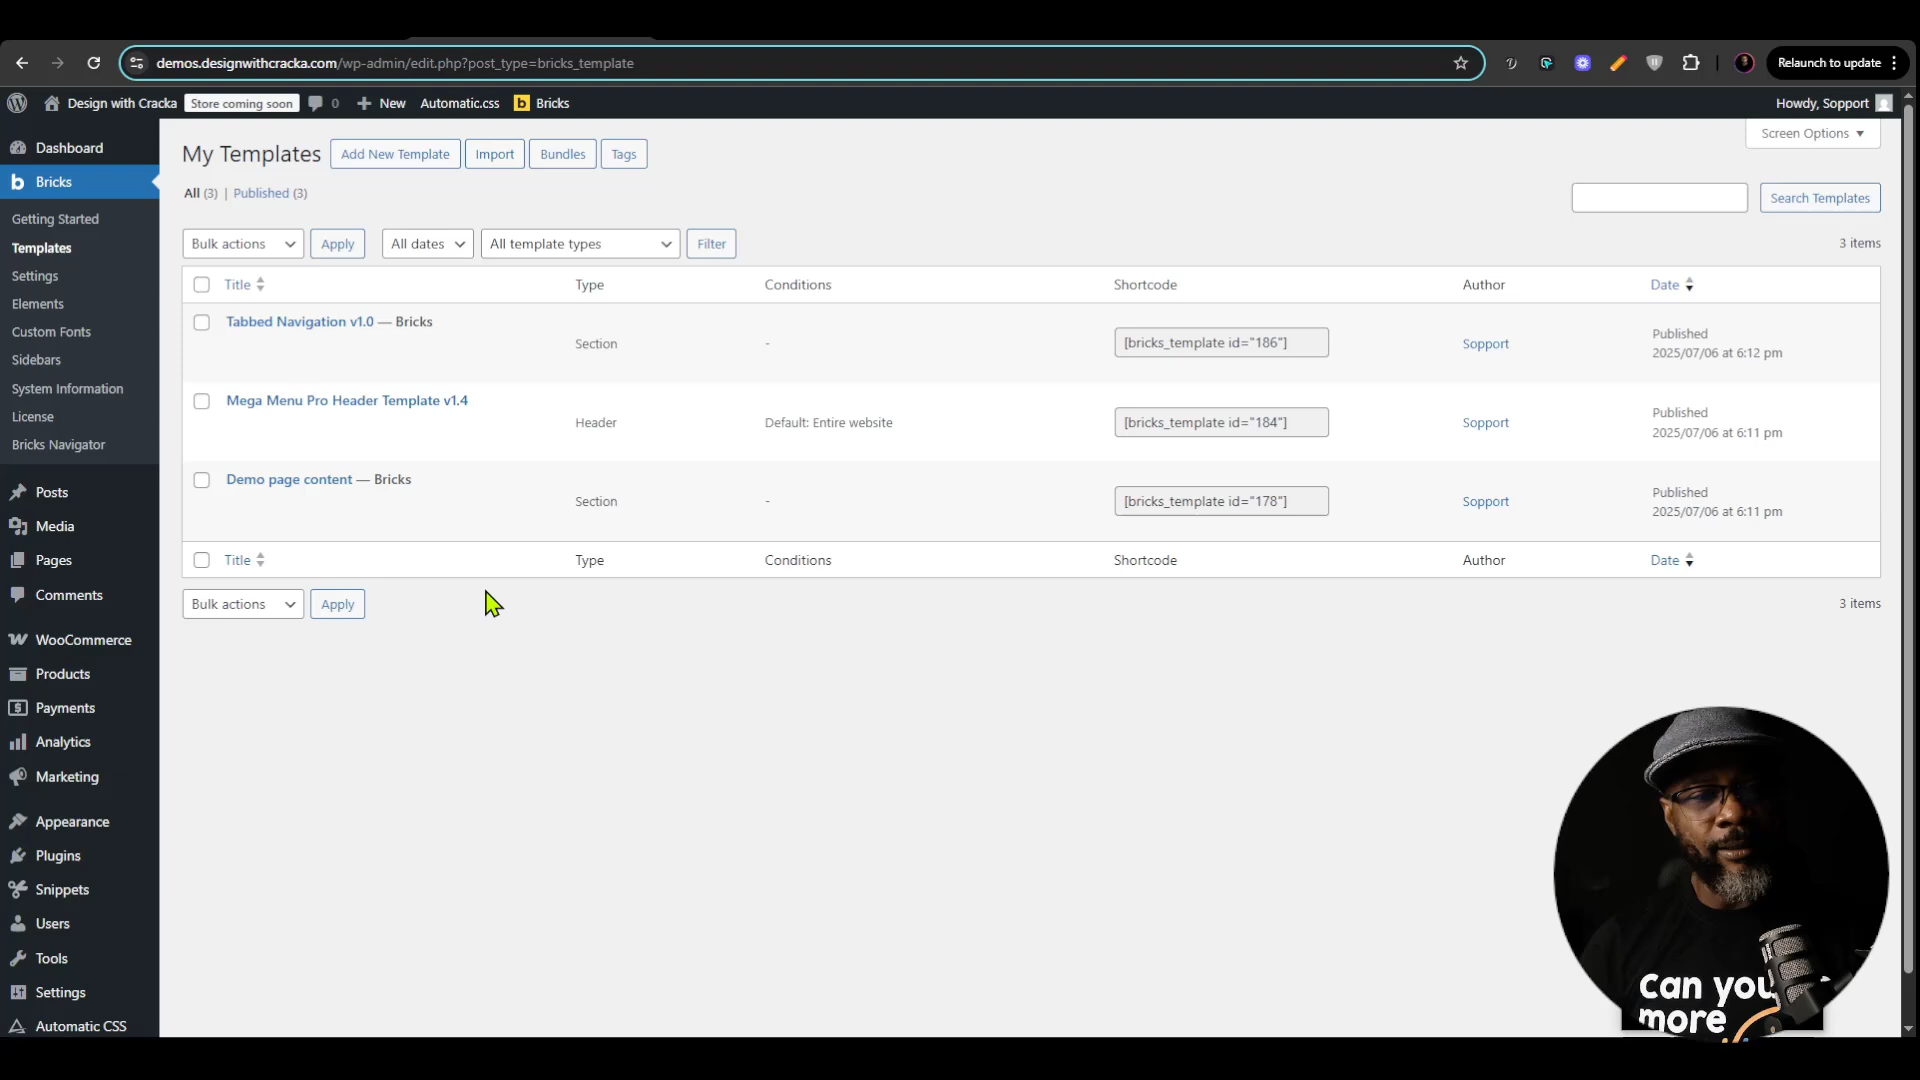 demos.designwithcracka.com/wp-admin/edit.php?post_type=bricks_template
Relaunch to update
Design with Cracka
Store coming soon
0
New
Automatic.css
b Bricks
Howdy, Sopport
Dashboard
b Bricks
Getting Started
Templates
Settings
Elements
Custom Fonts
Sidebars
System Information
License
Bricks Navigator
Posts
Media
Pages
Comments
WooCommerce
Products
Payments
Analytics
Marketing
Appearance
Plugins
Snippets
Users
Tools
Settings
Automatic CSS
Screen Options
My Templates
Add New Template
Import
Bundles
Tags
All (3) | Published (3)
Search Templates
Bulk actions
Apply
All dates
All template types
Filter
3 items
Title Type Conditions Shortcode Author Date
Tabbed Navigation v1.0 — Bricks
Section - [bricks_template id="186"] Sopport
Published
2025/07/06 at 6:12 pm
Mega Menu Pro Header Template v1.4
Header Default: Entire website [bricks_template id="184"] Sopport
Published
2025/07/06 at 6:11 pm
Demo page content — Bricks
Section - [bricks_template id="178"] Sopport
Published
2025/07/06 at 6:11 pm
Title Type Conditions Shortcode Author Date
Bulk actions
Apply
3 items
Can you
more